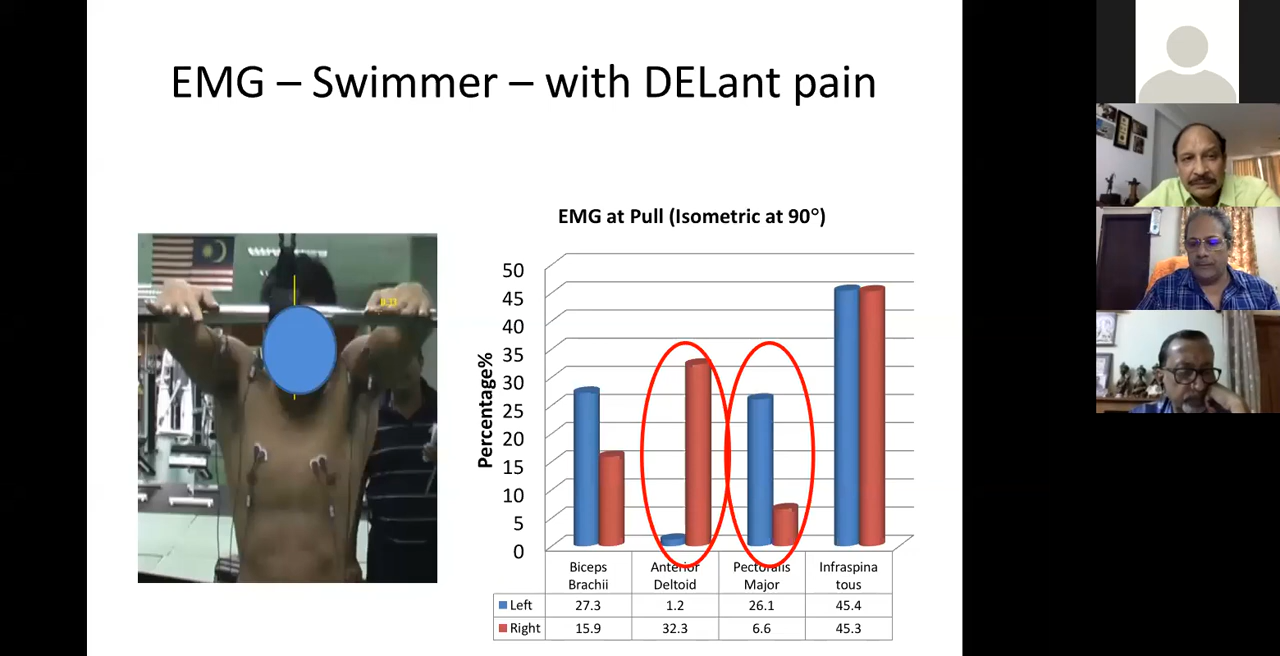 EMG – Swimmer – with DELant pain
EMG at Pull (Isometric at 90°)
Percentage%
50
45
40
35
30
25
20
15
10
5
0
Biceps Brachii
Anterior Deltoid
Pectoralis Major
Infraspina tous
Left 27.3 1.2 26.1 45.4
Right 15.9 32.3 6.6 45.3